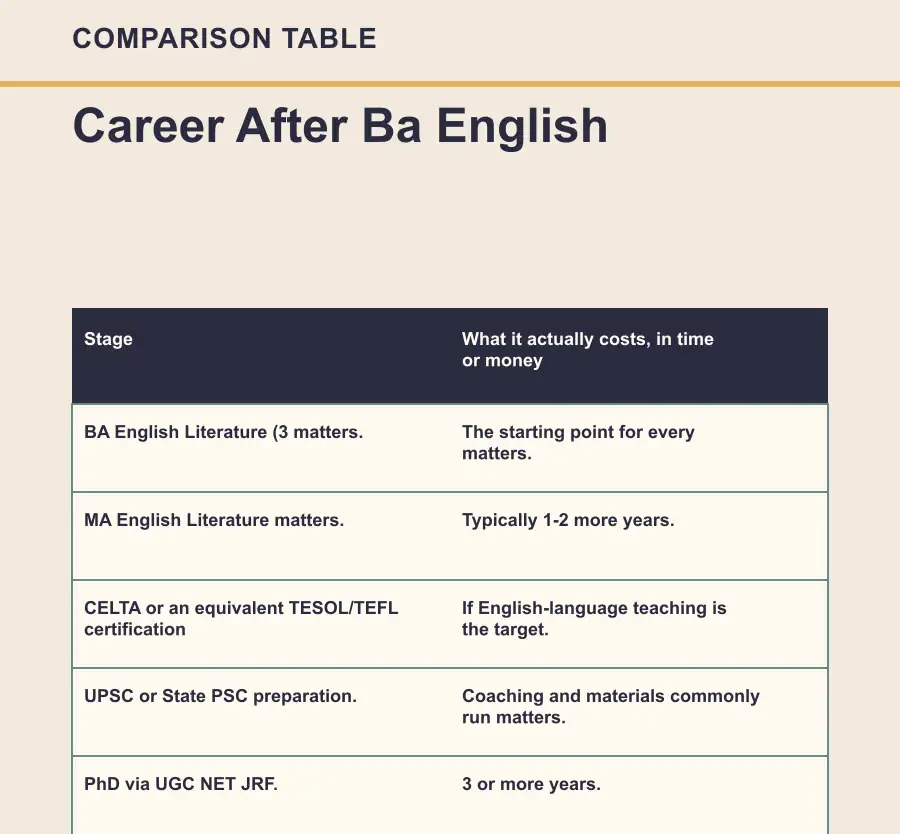 COMPARISON TABLE
Career After Ba English
Stage
What it actually costs, in time
or money
BA English Literature (3 matters.
The starting point for every
matters.
MA English Literature matters.
Typically 1-2 more years.
CELTA or an equivalent TESOL/TEFL
certification
If English-language teaching is
the target.
UPSC or State PSC preparation.
Coaching and materials commonly
run matters.
PhD via UGC NET JRF.
3 or more years.